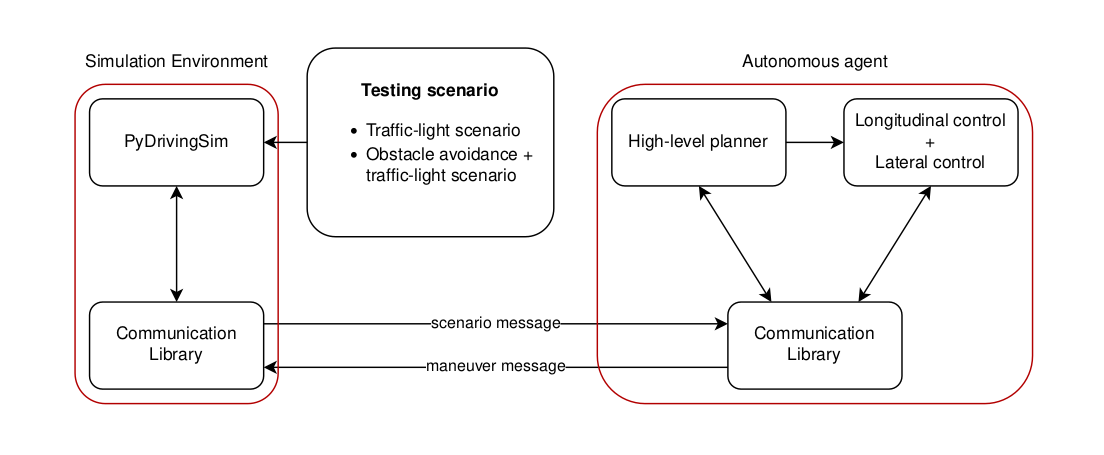 Simulation Environment
PyDrivingSim
Communication
Library
Testing scenario
• Traffic-light scenario
• Obstacle avoidance +
traffic-light scenario
scenario message
maneuver message
Autonomous agent
High-level planner
Longitudinal control
+
Lateral control
Communication
Library